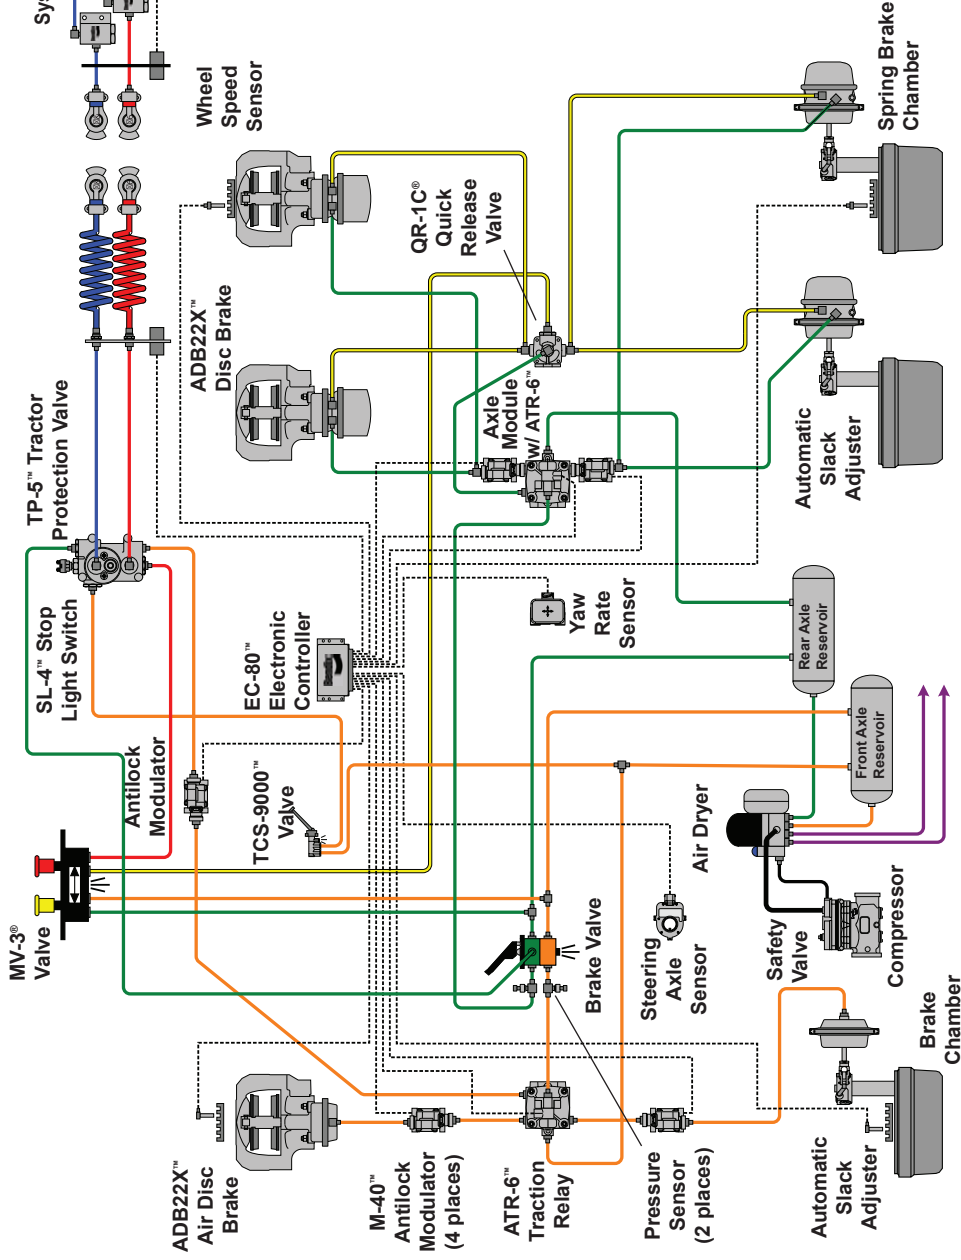 Sys
Wheel
Speed
Sensor
Spring Brake
Chamber
QR-1C®
Quick
Release
Valve
ADB22X™
Disc Brake
TP-5™ Tractor
Protection Valve
Axle
Module
w/ ATR-6™
Automatic
Slack
Adjuster
SL-4™ Stop
Light Switch
EC-80™
Electronic
Controller
Bendix
Yaw
Rate
Sensor
Rear Axle
Reservoir
Front Axle
Reservoir
Antilock
Modulator
TCS-9000™
Valve
Air Dryer
MV-3®
Valve
Brake Valve
Steering
Axle
Sensor
Safety
Valve
Compressor
Brake
Chamber
ADB22X™
Air Disc
Brake
M-40™
Antilock
Modulator
(4 places)
ATR-6™
Traction
Relay
Pressure
Sensor
(2 places)
Automatic
Slack
Adjuster